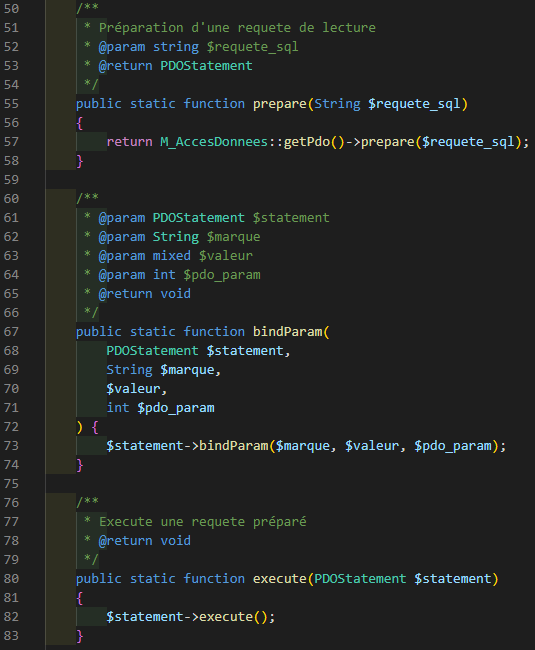 50 /**
51 * Préparation d'une requete de lecture
52 * @param string $requete_sql
53 * @return PDOStatement
54 */
55 public static function prepare(String $requete_sql)
56 {
57 return M_AccesDonnees::getPdo()->prepare($requete_sql);
58 }
59
60 /**
61 * @param PDOStatement $statement
62 * @param String $marque
63 * @param mixed $valeur
64 * @param int $pdo_param
65 * @return void
66 */
67 public static function bindParam(
68 PDOStatement $statement,
69 String $marque,
70 $valeur,
71 int $pdo_param
72 ) {
73 $statement->bindParam($marque, $valeur, $pdo_param);
74 }
75
76 /**
77 * Execute une requete préparé
78 * @return void
79 */
80 public static function execute(PDOStatement $statement)
81 {
82 $statement->execute();
83 }